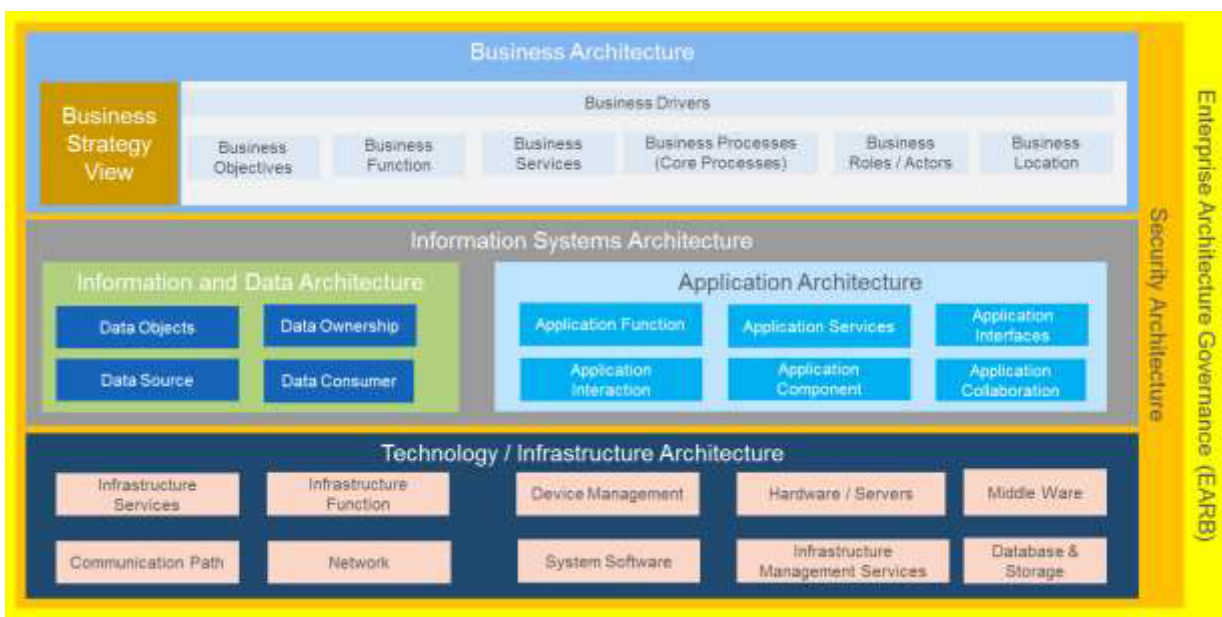 Business Architecture
Business
Strategy
View
Business Drivers
Business
Objectives
Business
Function
Business
Services
Business Processes
(Core Processes)
Business
Roles / Actors
Business
Location
Information Systems Architecture
Information and Data Architecture
Data Objects
Data Ownership
Data Source
Data Consumer
Application Architecture
Application Function
Application Services
Application
Interfaces
Application
Interaction
Application
Component
Application
Collaboration
Technology / Infrastructure Architecture
Infrastructure
Services
Infrastructure
Function
Device Management
Hardware / Servers
Middle Ware
Communication Path
Network
System Software
Infrastructure
Management Services
Database &
Storage
Security Architecture
Enterprise Architecture Governance (EARB)